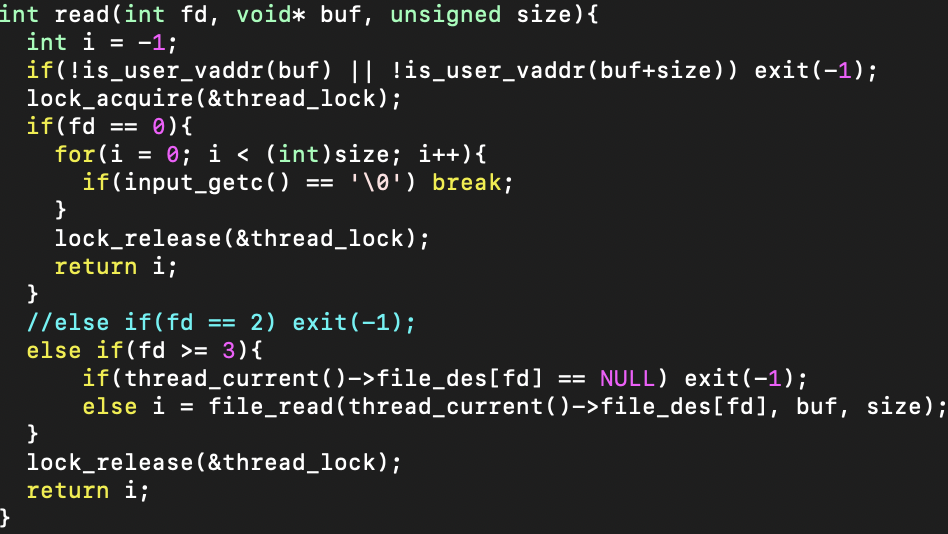 int read(int fd, void* buf, unsigned size){
  int i = -1;
  if(!is_user_vaddr(buf) || !is_user_vaddr(buf+size)) exit(-1);
  lock_acquire(&thread_lock);
  if(fd == 0){
    for(i = 0; i < (int)size; i++){
      if(input_getc() == '\0') break;
    }
    lock_release(&thread_lock);
    return i;
  }
  //else if(fd == 2) exit(-1);
  else if(fd >= 3){
      if(thread_current()->file_des[fd] == NULL) exit(-1);
      else i = file_read(thread_current()->file_des[fd], buf, size);
  }
  lock_release(&thread_lock);
  return i;
}